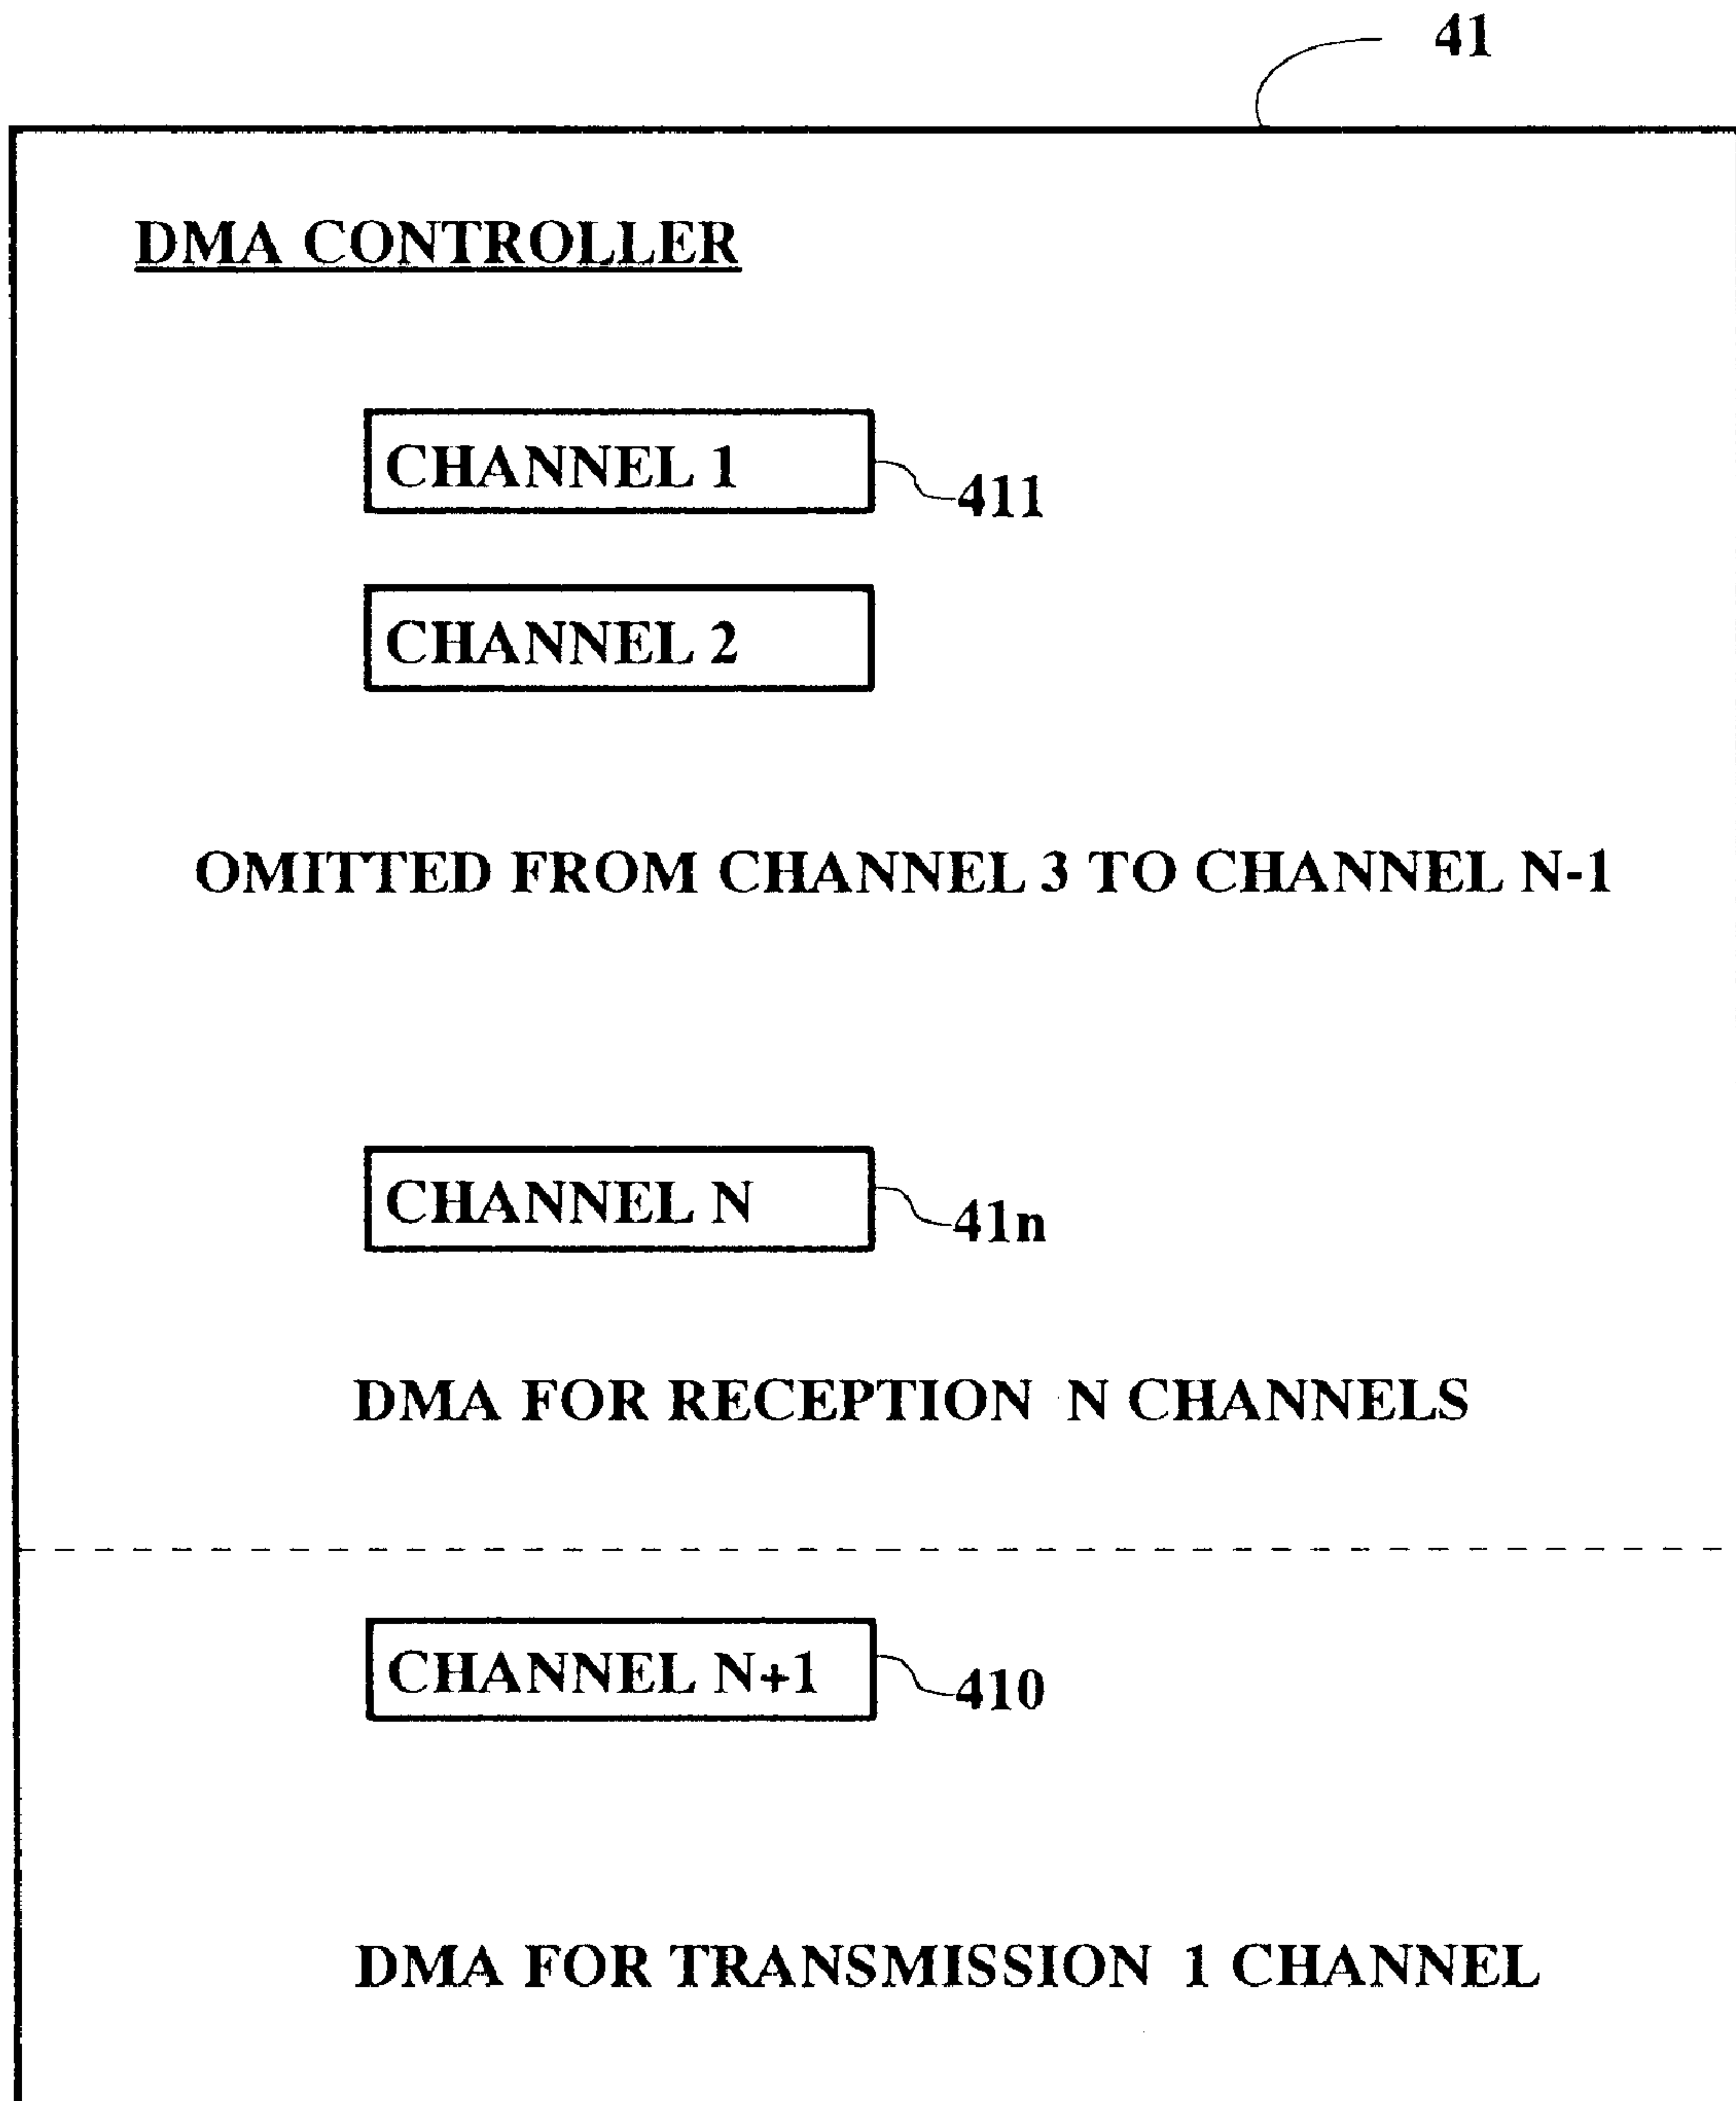 41
DMA CONTROLLER
CHANNEL 1
411
CHANNEL 2
OMITTED FROM CHANNEL 3 TO CHANNEL N-1
CHANNEL N
41n
DMA FOR RECEPTION N CHANNELS
CHANNEL N+1
410
DMA FOR TRANSMISSION 1 CHANNEL